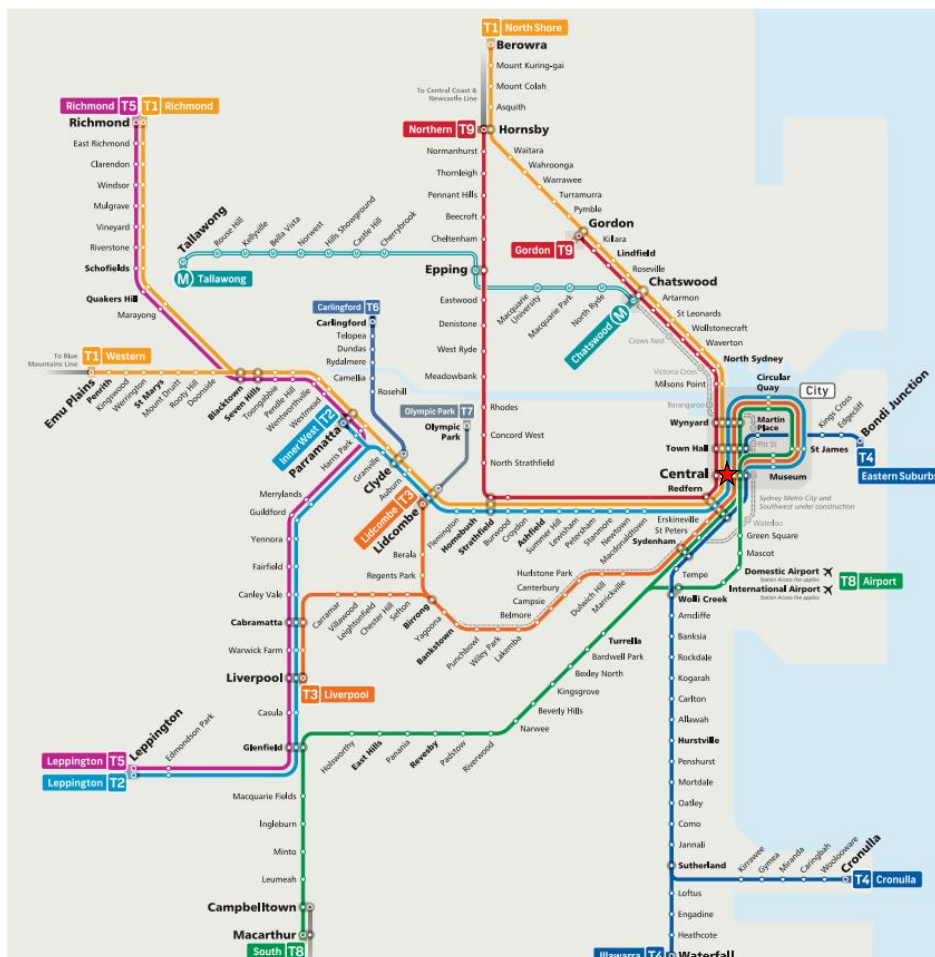 T1 North Shore
Berowra
Mount Kuring-gai
To Central Coast &
Newcastle Line
Mount Colah
Asquith
Richmond T5
T1 Richmond
Richmond
Northern T9
Hornsby
East Richmond
Clarendon
Windsor
Mulgrave
Vineyard
Riverstone
Schofields
Quakers Hill
Marayong
Normanhurst
Thornleigh
Pennant Hills
Beecroft
Cheltenham
Epping
Waitara
Wahroonga
Warrawee
Turramurra
Pymble
Gordon
Gordon T9
Killara
Lindfield
Roseville
Chatswood
Chatswood M
Tallawong
M Tallawong
Rouse Hill
Kellyville
Bella Vista
Norwest
Hills Showground
Castle Hill
Cherrybrook
Macquarie
University
Macquarie Park
North Ryde
Artarmon
St Leonards
Wollstonecraft
Waverton
North Sydney
Crows Nest
Victoria Cross
Milsons Point
Barangaroo
Eastwood
Denistone
West Ryde
Meadowbank
Rhodes
Concord West
North Strathfield
Carlingford T6
Carlingford
Telopea
Dundas
Rydalmere
Camellia
Rosehill
Olympic Park T7
Olympic
Park
To Blue
Mountains Line
T1 Western
Emu Plains
Penrith
Kingswood
Werrington
St Marys
Mount Druitt
Rooty Hill
Doonside
Blacktown
Seven Hills
Toongabbie
Pendle Hill
Wentworthville
Westmead
Inner West T2
Parramatta
Harris Park
Granville
Clyde
Auburn
Lidcombe T3
Lidcombe
Flemington
Homebush
Strathfield
Burwood
Croydon
Ashfield
Summer Hill
Lewisham
Petersham
Stanmore
Newtown
Macdonaldtown
Circular
Quay
City
Wynyard
Martin
Place
Town Hall
Pitt St
St James
Kings Cross
Edgecliff
Bondi Junction
T4
Eastern Suburbs
Central
Redfern
Museum
Sydney Metro City and
Southwest under construction
Waterloo
Erskineville
St Peters
Sydenham
Green Square
Mascot
Domestic Airport
Station Access Fee applies
International Airport
Station Access Fee applies
T8 Airport
Tempe
Wolli Creek
Merrylands
Guildford
Yennora
Fairfield
Canley Vale
Cabramatta
Warwick Farm
Liverpool
T3 Liverpool
Casula
Glenfield
Berala
Regents Park
Birrong
Carramar
Villawood
Leightonfield
Chester Hill
Sefton
Yagoona
Bankstown
Punchbowl
Wiley Park
Lakemba
Belmore
Campsie
Canterbury
Hurlstone Park
Dulwich Hill
Marrickville
Turrella
Bardwell Park
Bexley North
Kingsgrove
Beverly Hills
Narwee
Riverwood
Padstow
Revesby
Panania
East Hills
Holsworthy
Leppington
Edmondson Park
Leppington T5
Leppington T2
Macquarie Fields
Ingleburn
Minto
Leumeah
Campbelltown
Macarthur
South T8
Arncliffe
Banksia
Rockdale
Kogarah
Carlton
Allawah
Hurstville
Penshurst
Mortdale
Oatley
Como
Jannali
Sutherland
Kirrawee
Gymea
Miranda
Caringbah
Woolooware
Cronulla
T4 Cronulla
Loftus
Engadine
Heathcote
Illawarra T4
Waterfall